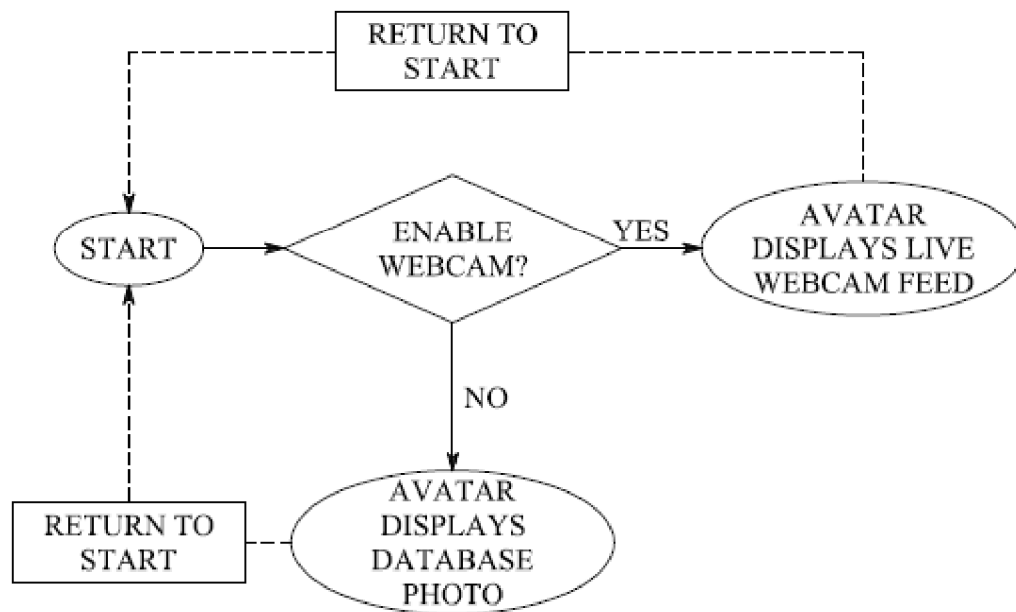 RETURN TO
START
START
ENABLE
WEBCAM?
YES
AVATAR
DISPLAYS LIVE
WEBCAM FEED
NO
RETURN TO
START
AVATAR
DISPLAYS
DATABASE
PHOTO